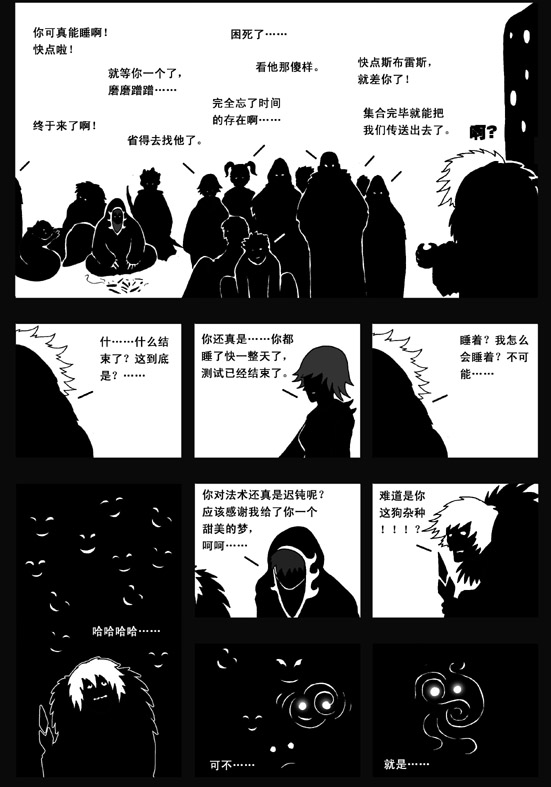 你可真能睡啊！
快点啦！
困死了……
就等你一个了，
磨磨蹭蹭……
看他那傻样。
快点斯布雷斯，
就差你了！
终于来了啊！
省得去找他了。
完全忘了时间
的存在啊……
集合完毕就能把
我们传送出去了。
啊？
什……什么结
束了？这到底
是？……
你还真是……你都
睡了快一整天了，
测试已经结束了。
睡着？我怎么
会睡着？不可
能……
哈哈哈哈……
你对法术还真是迟钝呢？
应该感谢我给了你一个
甜美的梦，
呵呵……
难道是你
这狗杂种
！！！？
可不……
就是……